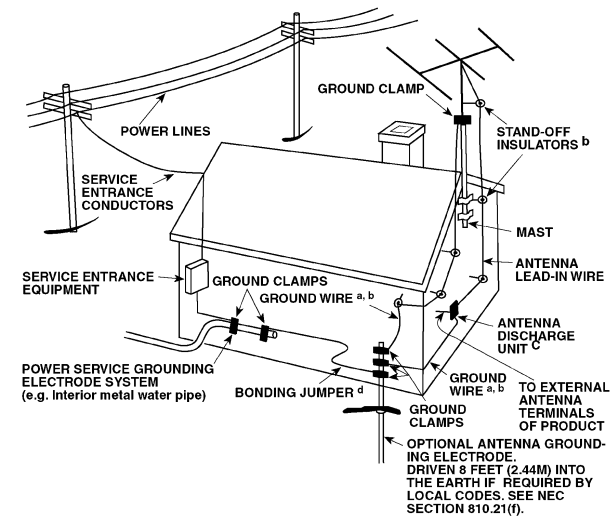 GROUND CLAMP
POWER LINES
STAND-OFF
INSULATORS b
SERVICE
ENTRANCE
CONDUCTORS
MAST
ANTENNA
LEAD-IN WIRE
SERVICE ENTRANCE
EQUIPMENT
GROUND CLAMPS
GROUND WIRE a, b
ANTENNA
DISCHARGE
UNIT C
POWER SERVICE GROUNDING
ELECTRODE SYSTEM
(e.g. Interior metal water pipe)
BONDING JUMPER d
GROUND
WIRE a, b
TO EXTERNAL
ANTENNA
TERMINALS
OF PRODUCT
GROUND
CLAMPS
OPTIONAL ANTENNA GROUND-
ING ELECTRODE.
DRIVEN 8 FEET (2.44M) INTO
THE EARTH IF REQUIRED BY
LOCAL CODES. SEE NEC
SECTION 810.21(f).